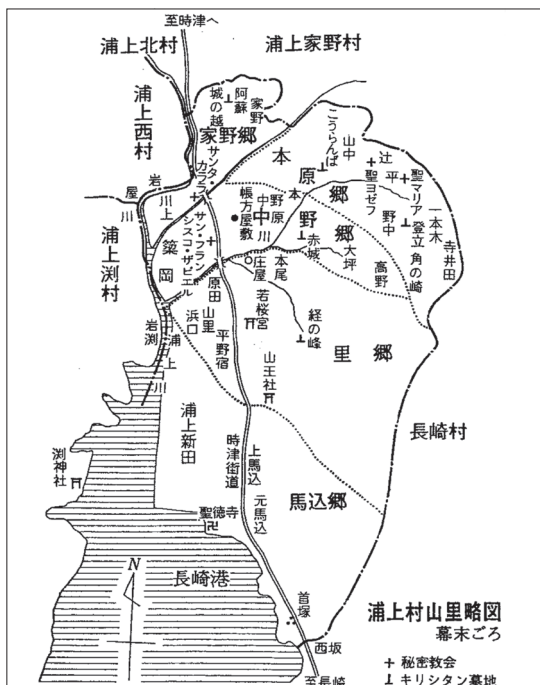 至時津へ
浦上北村
浦上家野村
浦上西村
城の越
阿蘇
家野
家野郷
サンタ・クララ
本原郷
こうらんば
山中
辻
平
聖ヨゼフ
聖マリア
野中
登立
一本木
角の崎
寺井田
岩川
屋川
上
浦上渕村
簗岡
サン・フランシスコ・ザビエル
帳方屋敷
中野郷
中野
本原
川
庄屋
本尾
赤城
大坪
高野
原田
山里
浜口
平野宿
若桜宮
経の峰
里郷
山王社
岩渕
浦上川
浦上新田
渕神社
時津街道
上馬込
元馬込
馬込郷
長崎村
聖徳寺
長崎港
N
首塚
西坂
至長崎
浦上村山里略図
幕末ごろ
秘密教会
キリシタン墓地